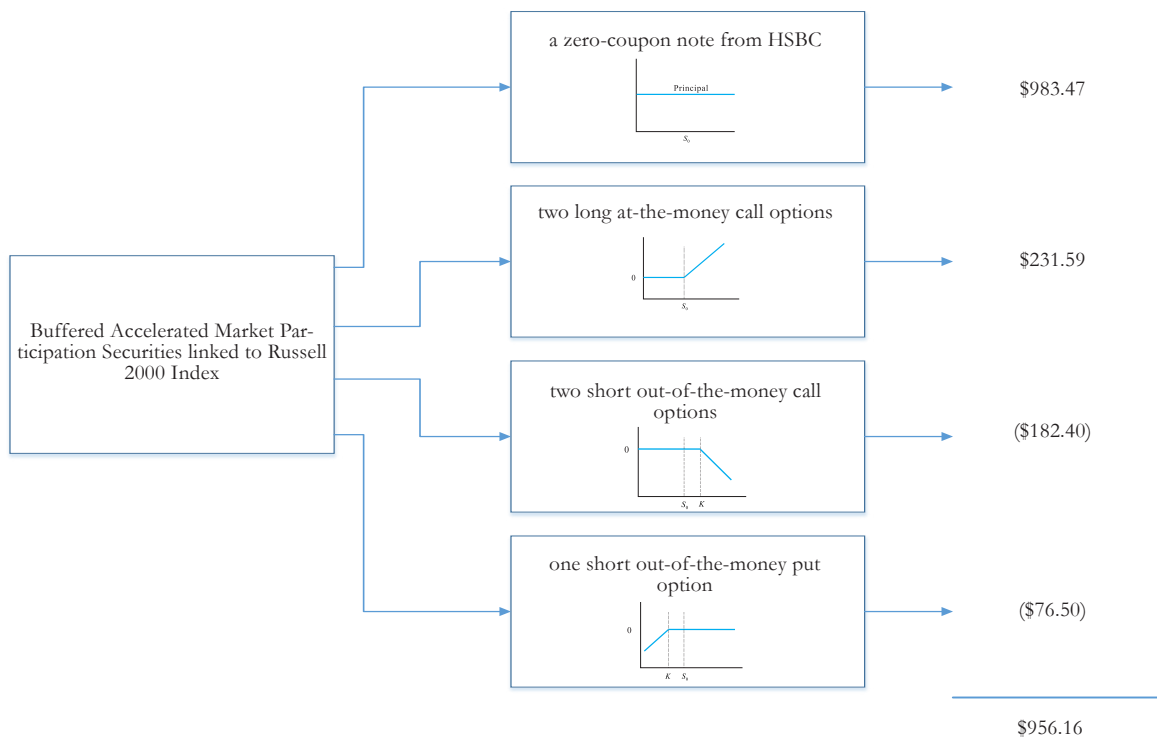 a zero-coupon note from HSBC
Principal
S₀
$983.47
two long at-the-money call options
0
S₀
$231.59
Buffered Accelerated Market Par-
ticipation Securities linked to Russell
2000 Index
two short out-of-the-money call
options
0
S₀ K
($182.40)
one short out-of-the-money put
option
0
K S₀
($76.50)
$956.16